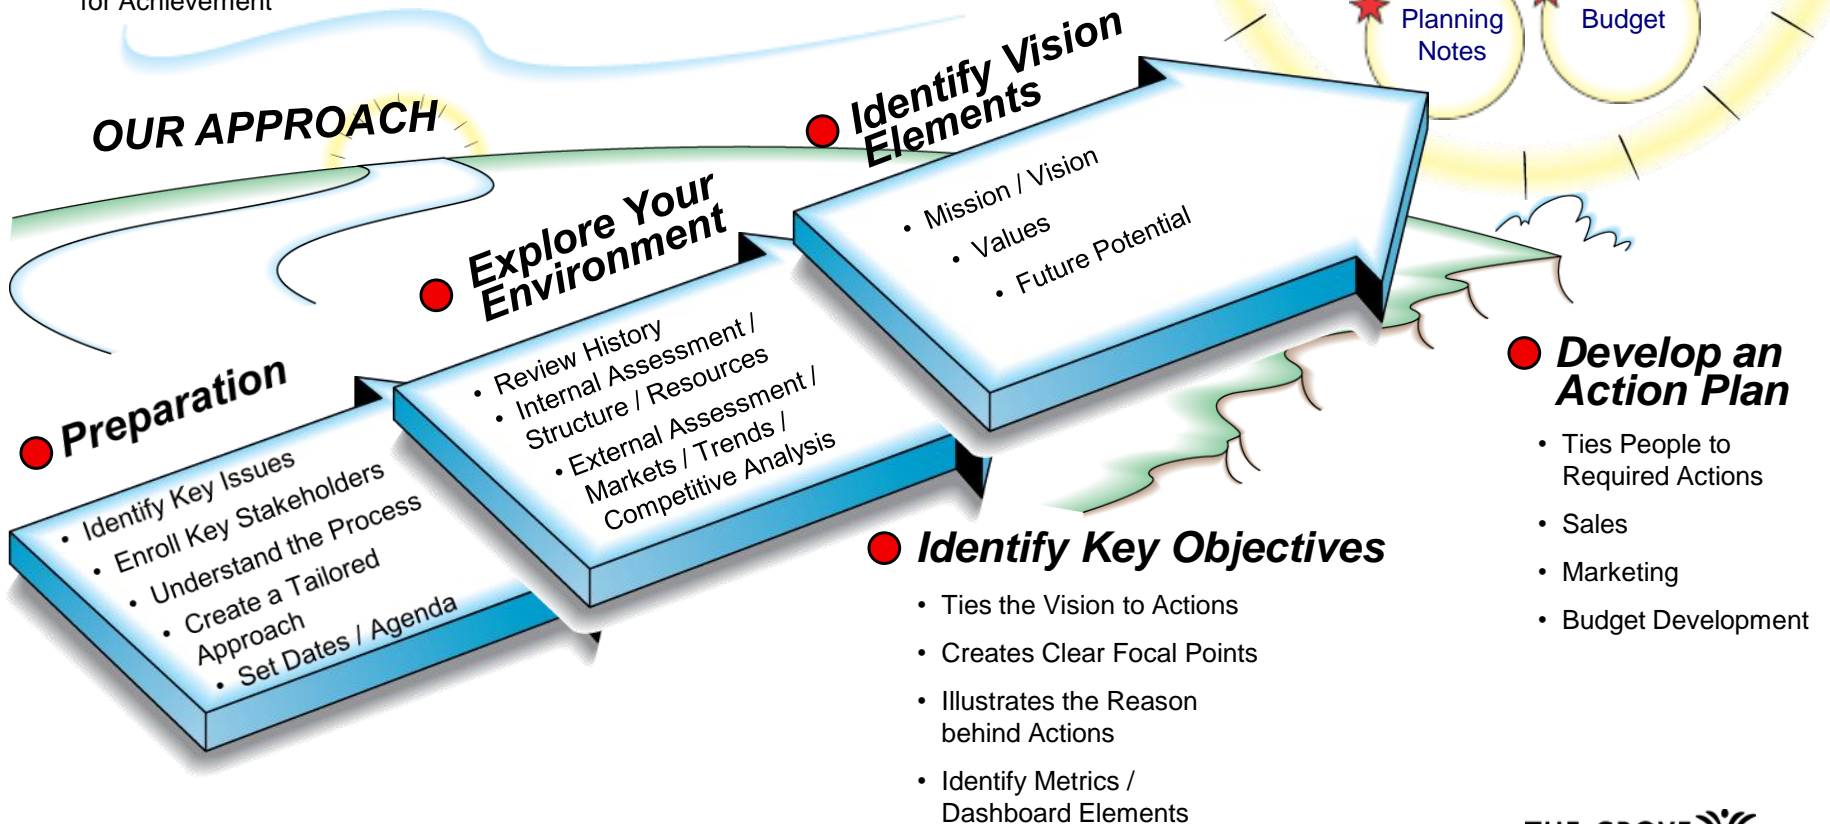 for Achievement
Planning
Notes
Budget
OUR APPROACH
Identify Vision
Elements
• Mission / Vision
• Values
• Future Potential
Explore Your
Environment
• Review History
• Internal Assessment /
Structure / Resources
• External Assessment /
Markets / Trends /
Competitive Analysis
Preparation
• Identify Key Issues
• Enroll Key Stakeholders
• Understand the Process
• Create a Tailored
Approach
• Set Dates / Agenda
Identify Key Objectives
• Ties the Vision to Actions
• Creates Clear Focal Points
• Illustrates the Reason
behind Actions
• Identify Metrics /
Dashboard Elements
Develop an
Action Plan
• Ties People to
Required Actions
• Sales
• Marketing
• Budget Development
THE GROVE